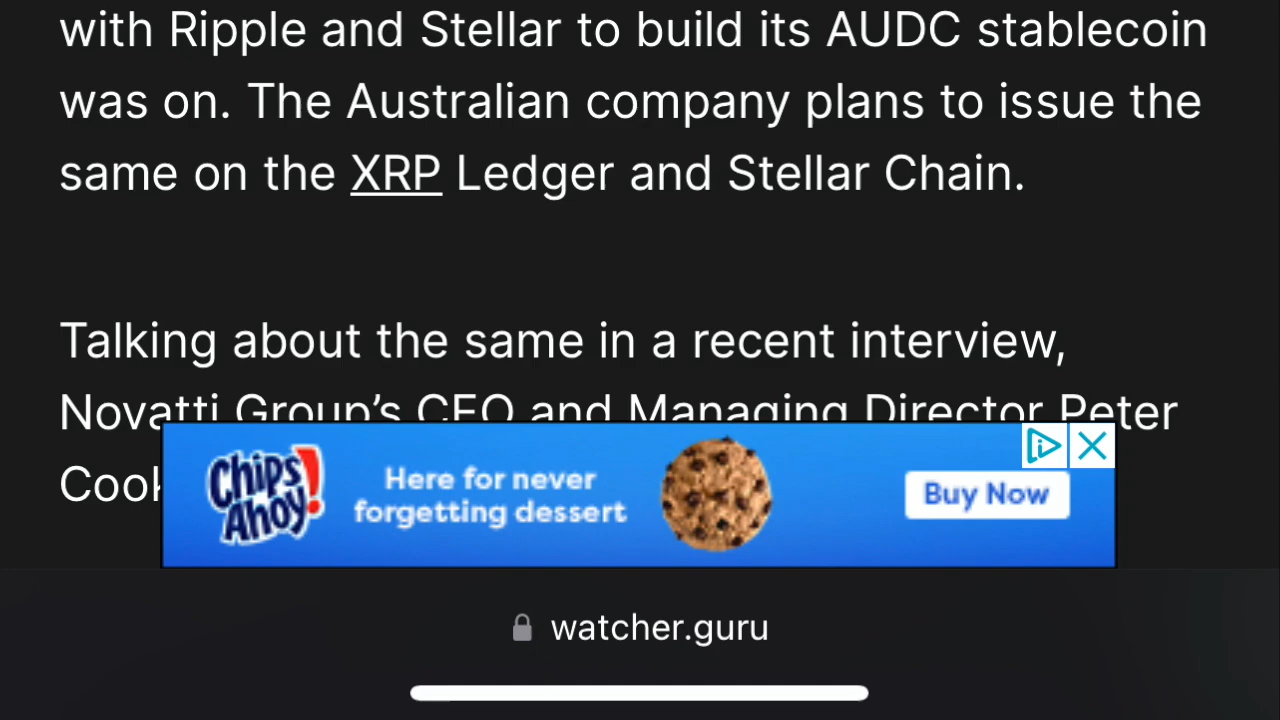 with Ripple and Stellar to build its AUDC stablecoin
was on. The Australian company plans to issue the
same on the XRP Ledger and Stellar Chain.
Talking about the same in a recent interview,
Novatti Group's CEO and Managing Director Peter
Cook
Chips Ahoy!
Here for never
forgetting dessert
Buy Now
watcher.guru